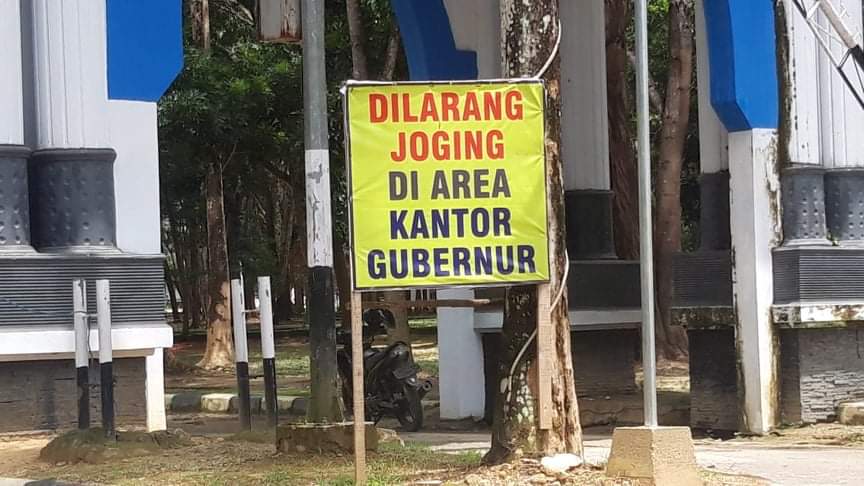 DILARANG
JOGING
DI AREA
KANTOR
GUBERNUR